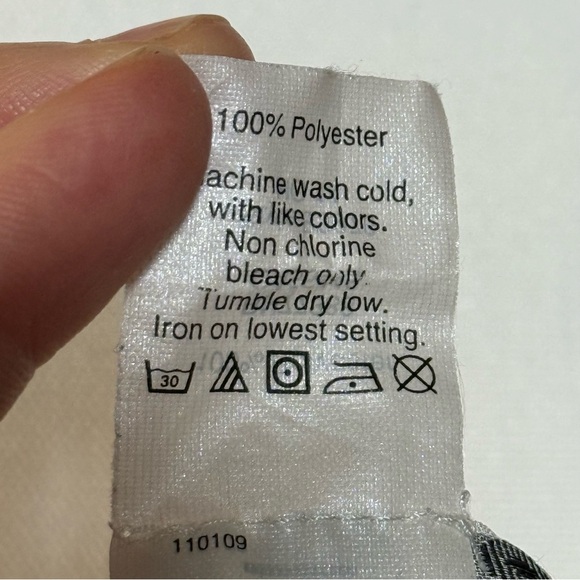 100% Polyester
achine wash cold,
with like colors.
Non chlorine
bleach only.
Tumble dry low.
Iron on lowest setting.
30
110109